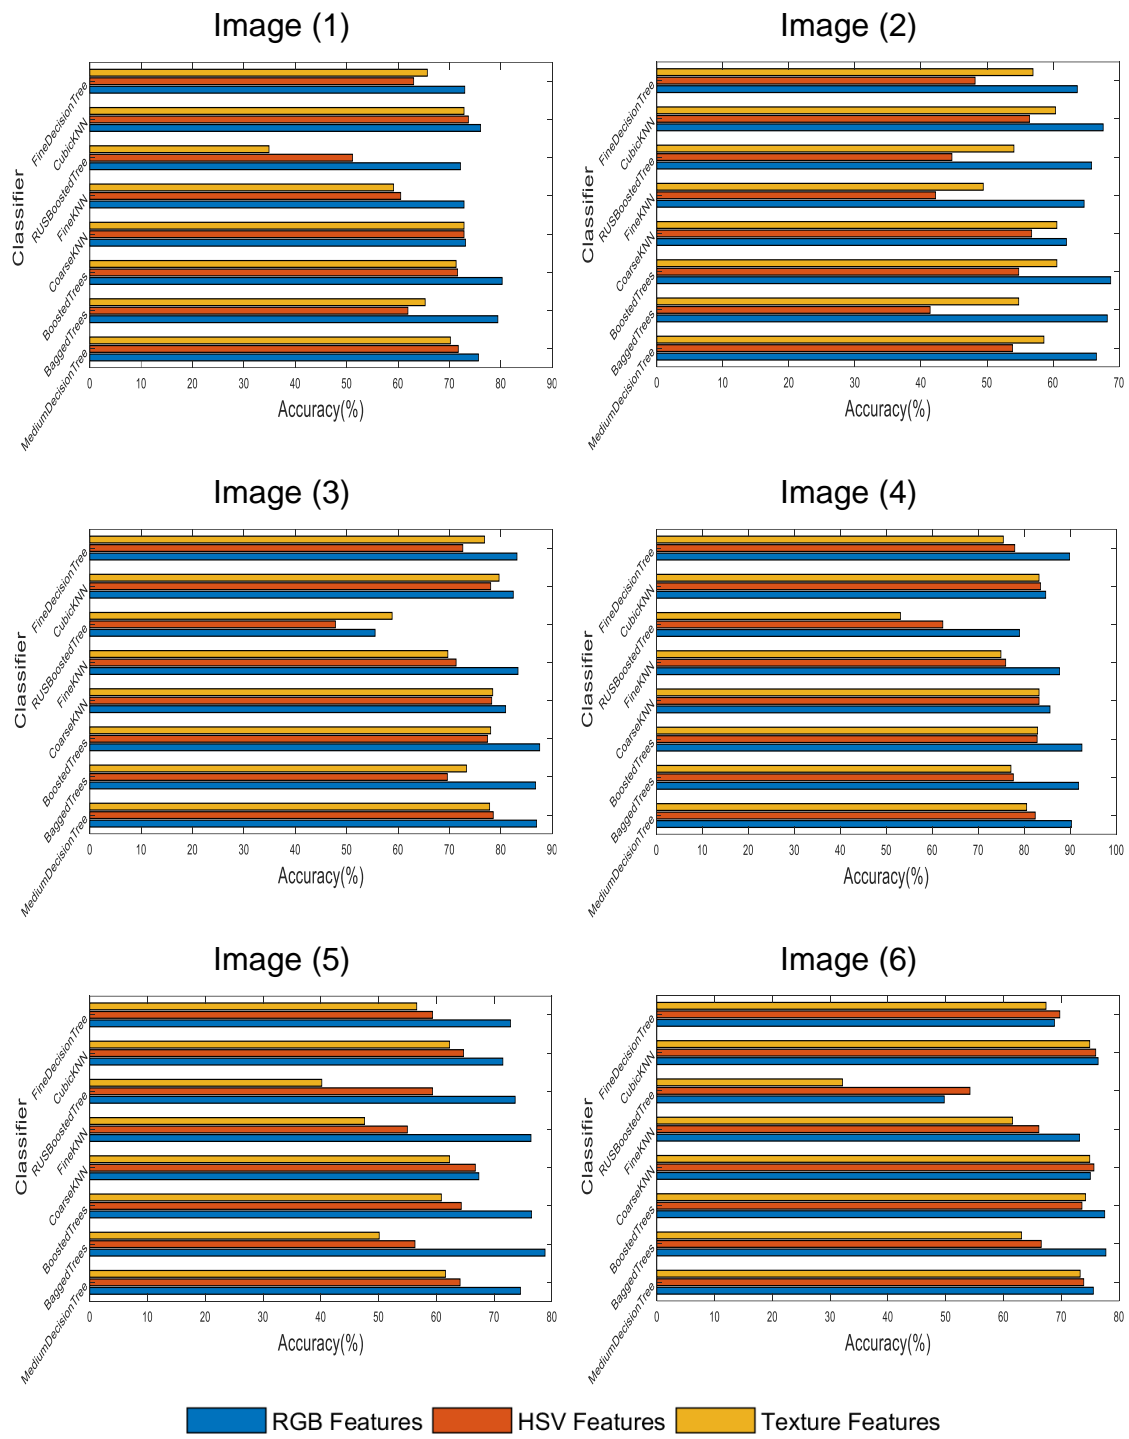 Image (1)
Classifier
FineDecisionTree
CubicKNN
RUSBoostedTree
FineKNN
CoarseKNN
BoostedTrees
BaggedTrees
MediumDecisionTree
0 10 20 30 40 50 60 70 80 90
Accuracy(%)
Image (2)
Classifier
FineDecisionTree
CubicKNN
RUSBoostedTree
FineKNN
CoarseKNN
BoostedTrees
BaggedTrees
MediumDecisionTree
0 10 20 30 40 50 60 70
Accuracy(%)
Image (3)
Classifier
FineDecisionTree
CubicKNN
RUSBoostedTree
FineKNN
CoarseKNN
BoostedTrees
BaggedTrees
MediumDecisionTree
0 10 20 30 40 50 60 70 80 90
Accuracy(%)
Image (4)
Classifier
FineDecisionTree
CubicKNN
RUSBoostedTree
FineKNN
CoarseKNN
BoostedTrees
BaggedTrees
MediumDecisionTree
0 10 20 30 40 50 60 70 80 90 100
Accuracy(%)
Image (5)
Classifier
FineDecisionTree
CubicKNN
RUSBoostedTree
FineKNN
CoarseKNN
BoostedTrees
BaggedTrees
MediumDecisionTree
0 10 20 30 40 50 60 70 80
Accuracy(%)
Image (6)
Classifier
FineDecisionTree
CubicKNN
RUSBoostedTree
FineKNN
CoarseKNN
BoostedTrees
BaggedTrees
MediumDecisionTree
0 10 20 30 40 50 60 70 80
Accuracy(%)
RGB Features HSV Features Texture Features